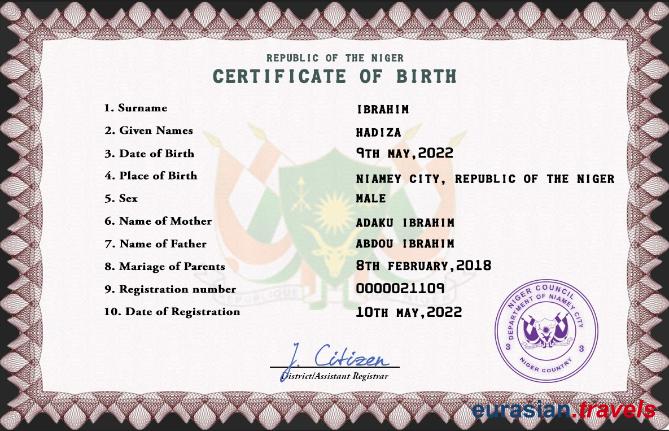 REPUBLIC OF THE NIGER
CERTIFICATE OF BIRTH
1. Surname IBRAHIM
2. Given Names HADIZA
3. Date of Birth 9TH MAY,2022
4. Place of Birth NIAMEY CITY, REPUBLIC OF THE NIGER
5. Sex MALE
6. Name of Mother ADAKU IBRAHIM
7. Name of Father ABDOU IBRAHIM
8. Mariage of Parents 8TH FEBRUARY,2018
9. Registration number 0000021109
10. Date of Registration 10TH MAY,2022
NIGER COUNCIL
DEPARTMENT OF NIAMEY CITY
3 3
NIGER COUNTRY
J. Citizen
District/Assistant Registrar
eurasian.travels